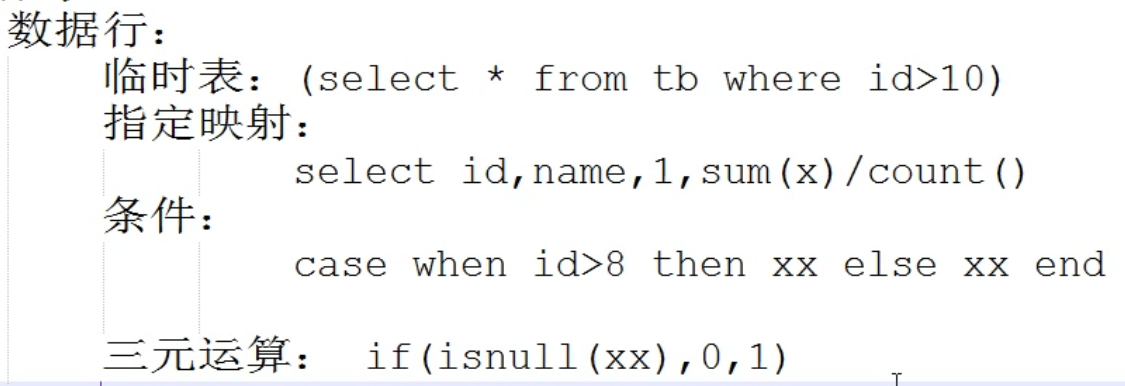 数据行：
临时表：(select * from tb where id>10)
指定映射：
select id,name,1,sum(x)/count()
条件：
case when id>8 then xx else xx end
三元运算： if(isnull(xx),0,1)